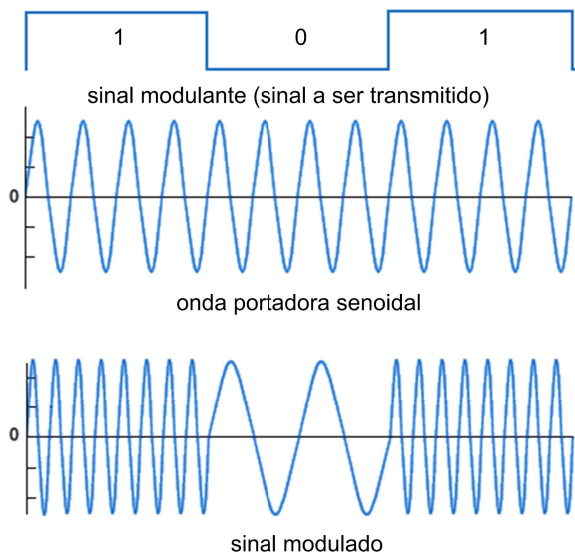 1 0 1
sinal modulante (sinal a ser transmitido)
0
onda portadora senoidal
0
sinal modulado